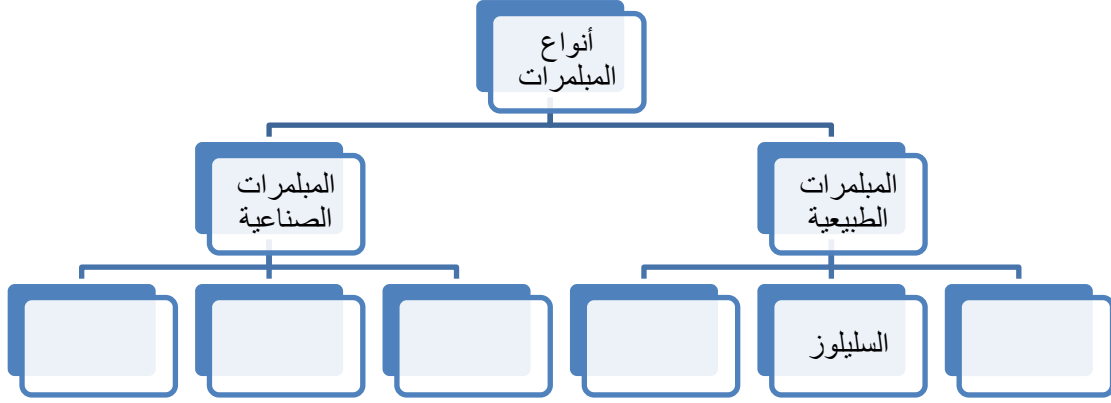 أنواع
المبلمرات
المبلمرات
الطبيعية
المبلمرات
الصناعية
السليلوز